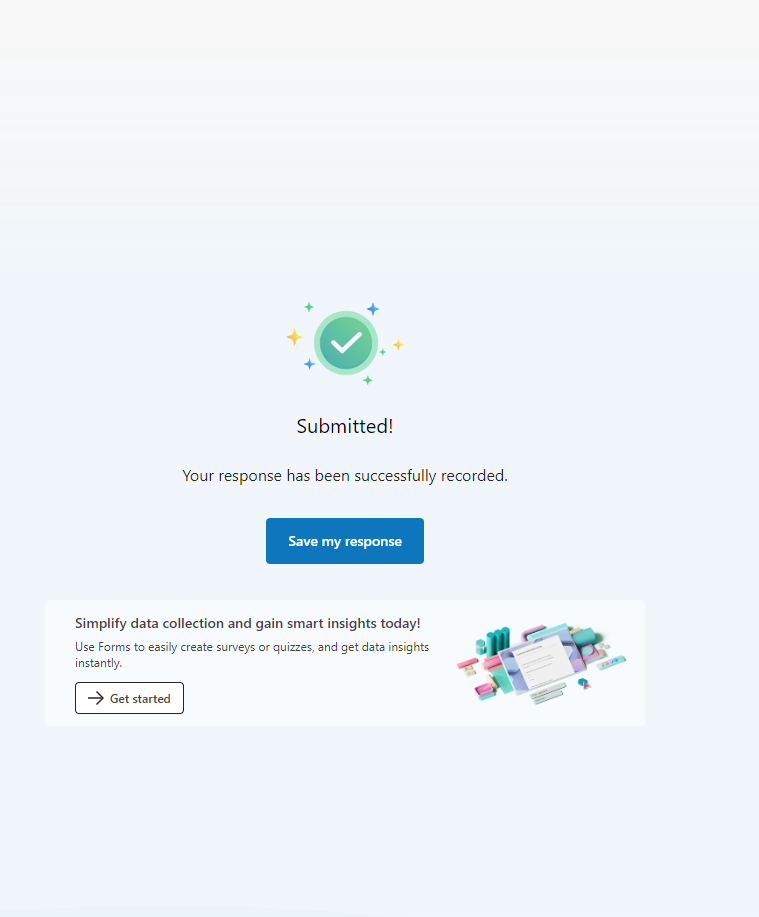 Submitted!
Your response has been successfully recorded.
Save my response
Simplify data collection and gain smart insights today!
Use Forms to easily create surveys or quizzes, and get data insights
instantly.
Get started